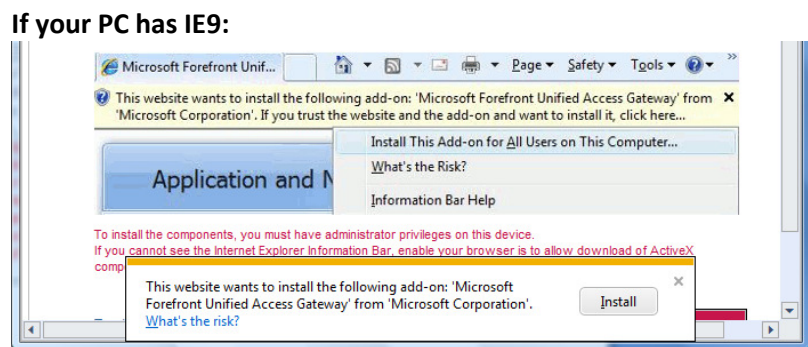 If your PC has IE9:
Microsoft Forefront Unif...
Page Safety Tools
This website wants to install the following add-on: 'Microsoft Forefront Unified Access Gateway' from
'Microsoft Corporation'. If you trust the website and the add-on and want to install it, click here...
Install This Add-on for All Users on This Computer...
What's the Risk?
Information Bar Help
Application and N
To install the components, you must have administrator privileges on this device.
If you cannot see the Internet Explorer Information Bar, enable your browser is to allow download of ActiveX
comp
This website wants to install the following add-on: 'Microsoft
Forefront Unified Access Gateway' from 'Microsoft Corporation'.
What's the risk?
Install